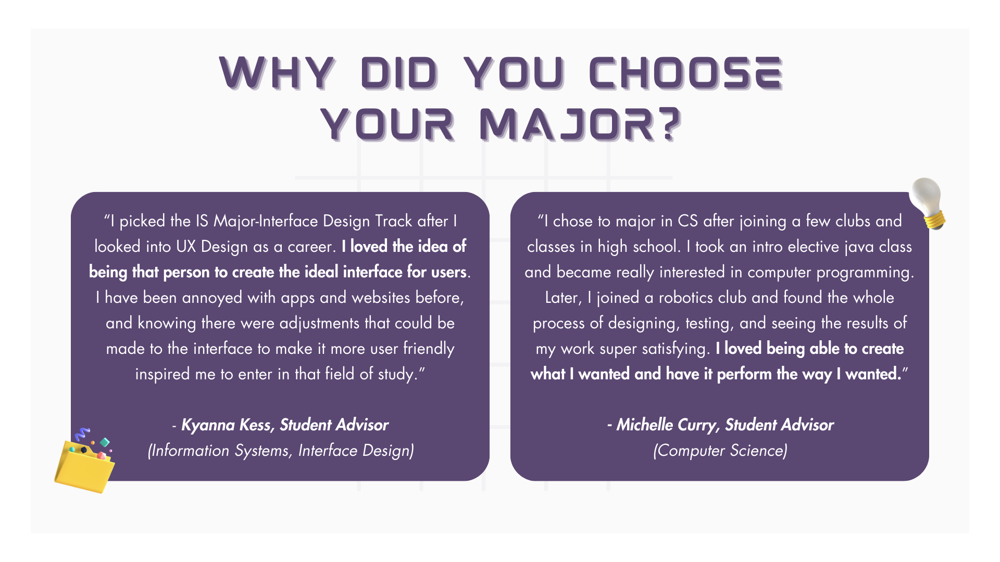 WHY DID YOU CHOOSE
YOUR MAJOR?
“I picked the IS Major-Interface Design Track after I
looked into UX Design as a career. I loved the idea of
being that person to create the ideal interface for users.
I have been annoyed with apps and websites before,
and knowing there were adjustments that could be
made to the interface to make it more user friendly
inspired me to enter in that field of study.”
- Kyanna Kess, Student Advisor
(Information Systems, Interface Design)
“I chose to major in CS after joining a few clubs and
classes in high school. I took an intro elective java class
and became really interested in computer programming.
Later, I joined a robotics club and found the whole
process of designing, testing, and seeing the results of
my work super satisfying. I loved being able to create
what I wanted and have it perform the way I wanted.”
- Michelle Curry, Student Advisor
(Computer Science)